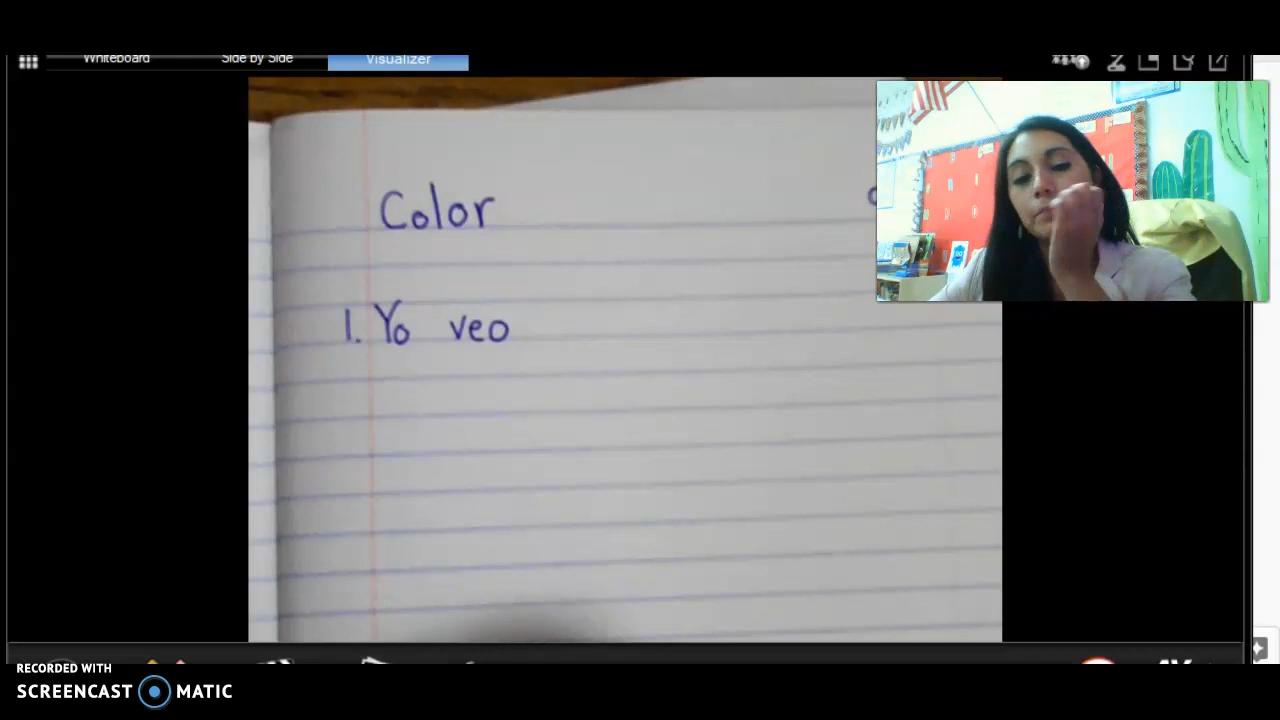 Whiteboard Side by Side Visualizer
Color
1. Yo veo
RECORDED WITH
SCREENCAST MATIC